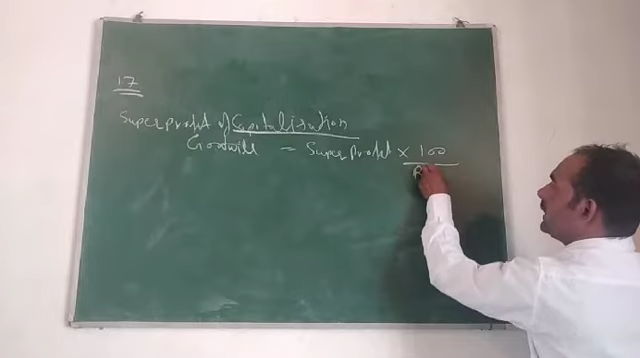 17
Super profit of Capitalisation
Goodwill = Super Profit × 100
R